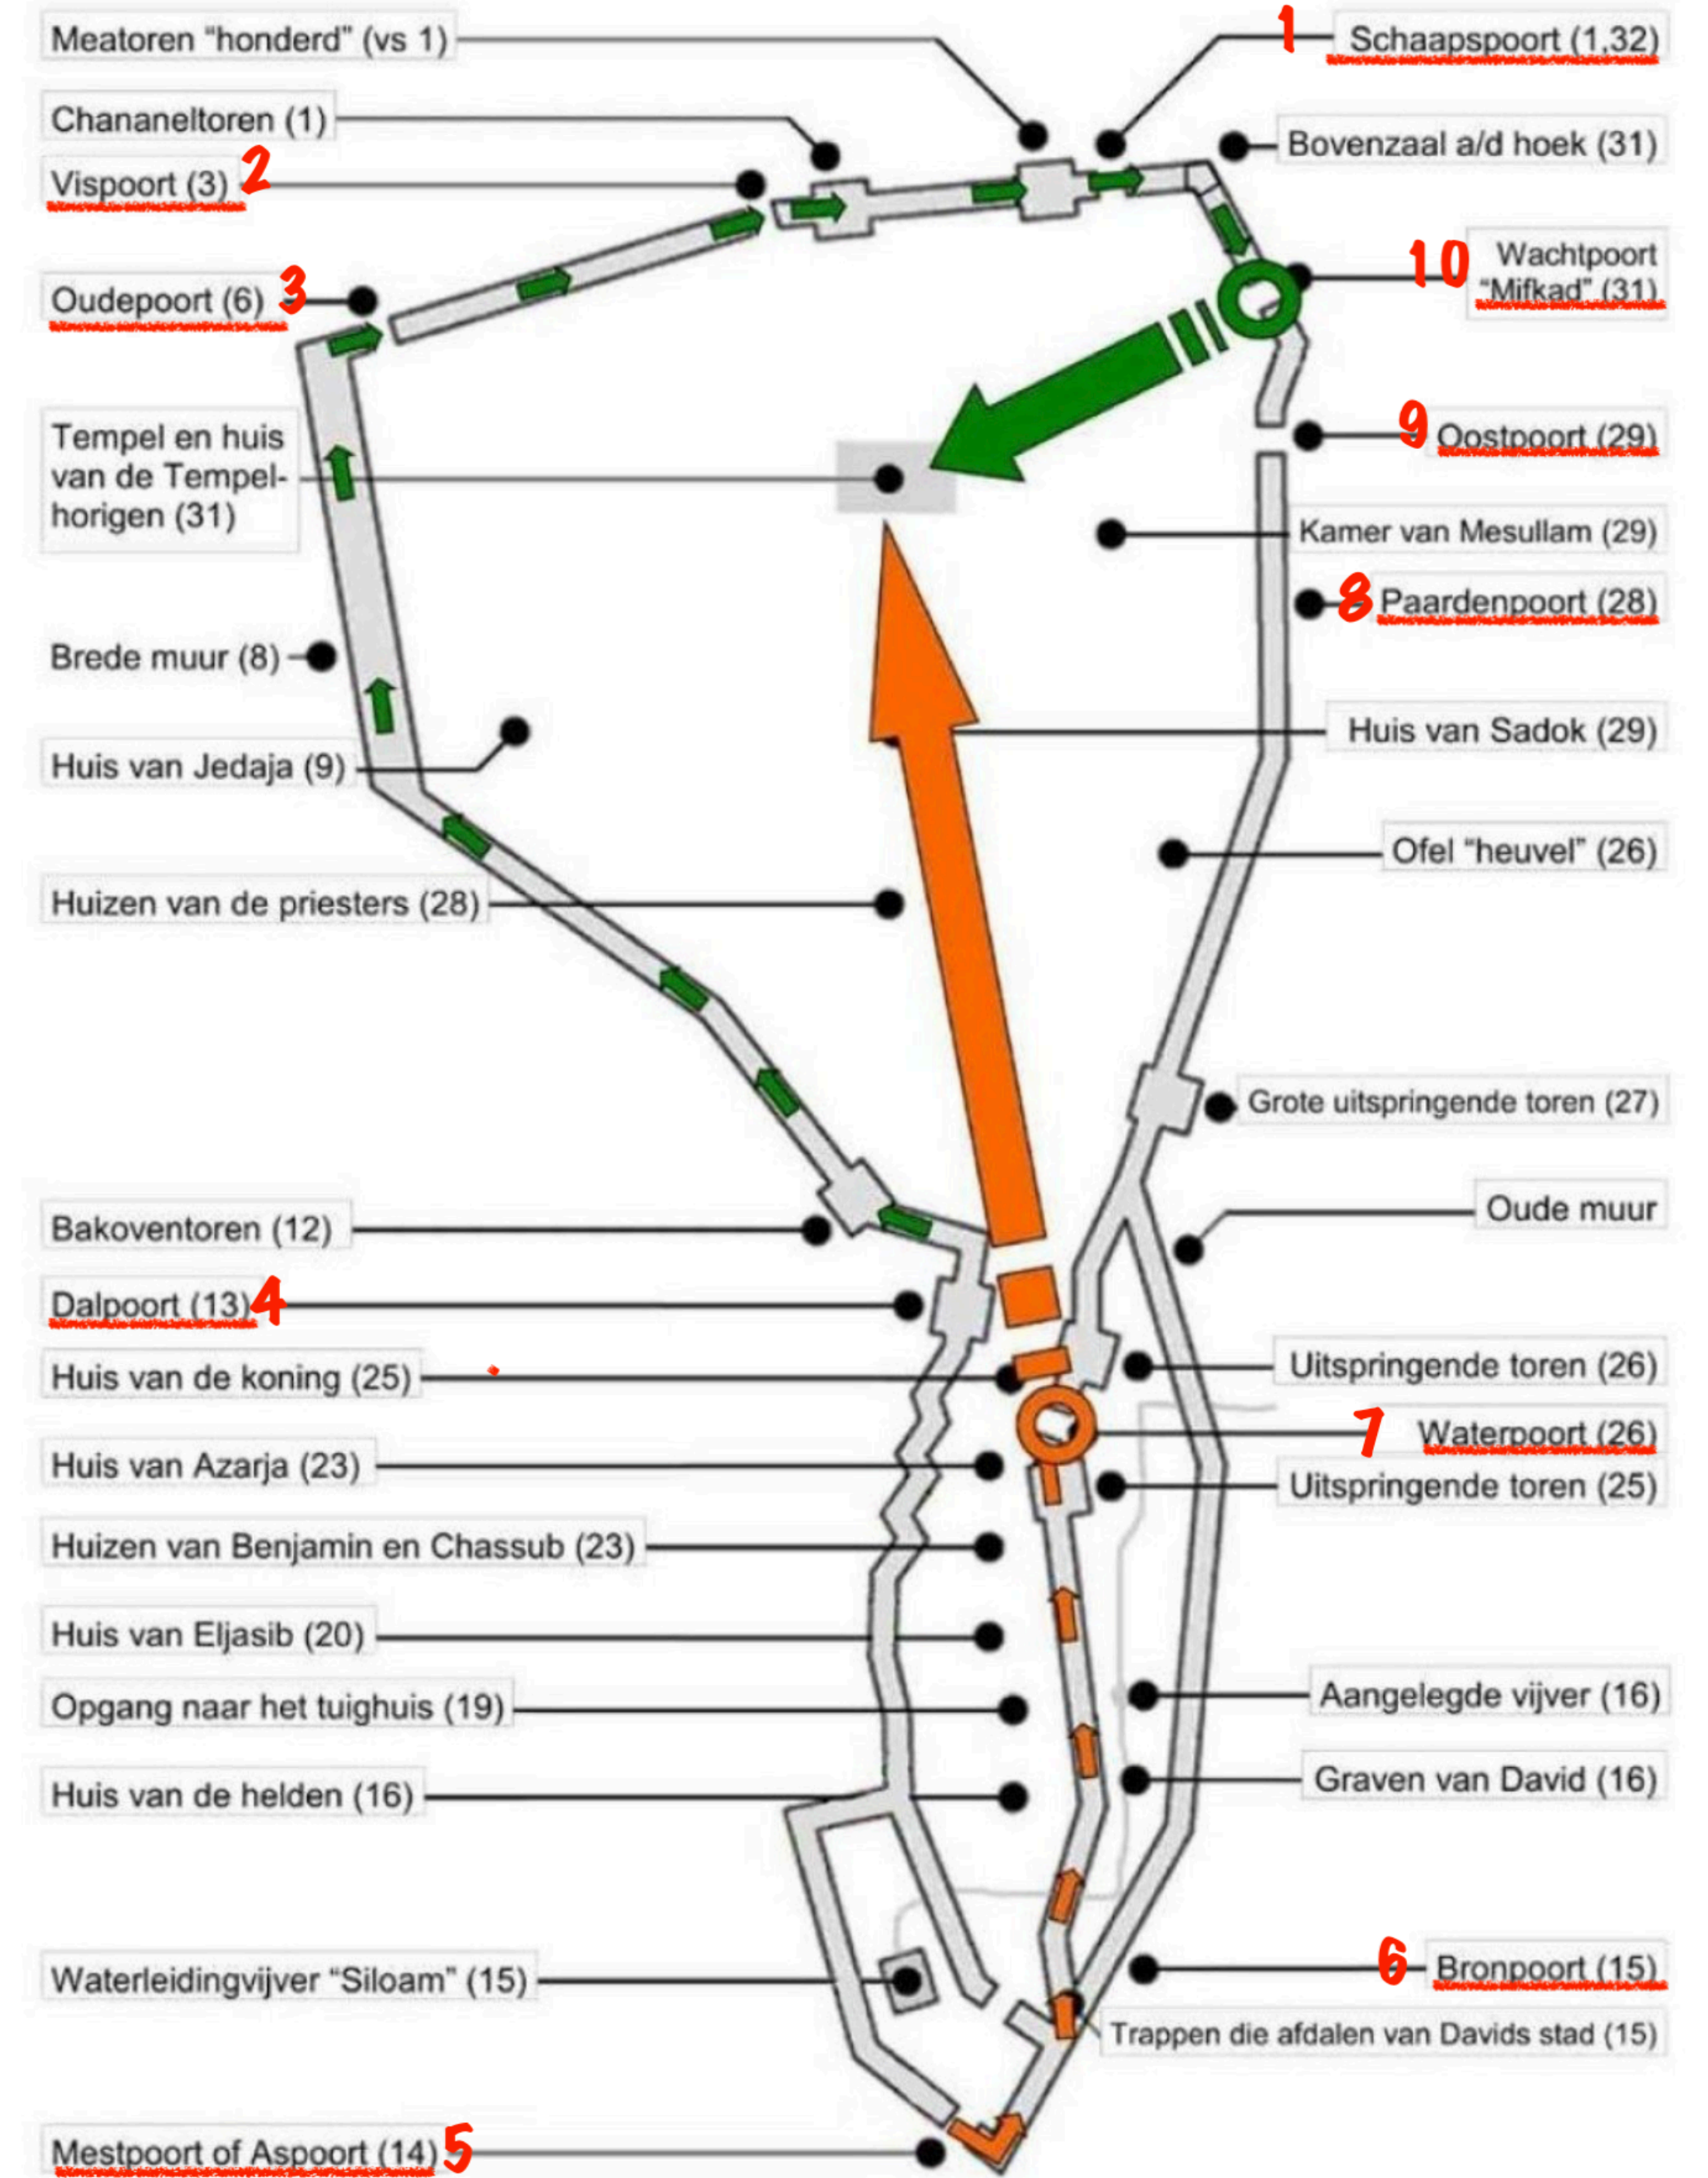 Meatoren “honderd” (vs 1)
1 Schaapspoort (1,32)
Chananeltoren (1)
Bovenzaal a/d hoek (31)
Vispoort (3) 2
10 Wachtpoort
“Mifkad” (31)
Oudepoort (6) 3
Tempel en huis
van de Tempel-
horigen (31)
9 Oostpoort (29)
Kamer van Mesullam (29)
8 Paardenpoort (28)
Brede muur (8)
Huis van Sadok (29)
Huis van Jedaja (9)
Ofel “heuvel” (26)
Huizen van de priesters (28)
Grote uitspringende toren (27)
Oude muur
Bakoventoren (12)
Dalpoort (13) 4
Uitspringende toren (26)
Huis van de koning (25)
7 Waterpoort (26)
Huis van Azarja (23)
Uitspringende toren (25)
Huizen van Benjamin en Chassub (23)
Huis van Eljasib (20)
Aangelegde vijver (16)
Opgang naar het tuighuis (19)
Graven van David (16)
Huis van de helden (16)
6 Bronpoort (15)
Waterleidingvijver “Siloam” (15)
Trappen die afdalen van Davids stad (15)
Mestpoort of Aspoort (14) 5